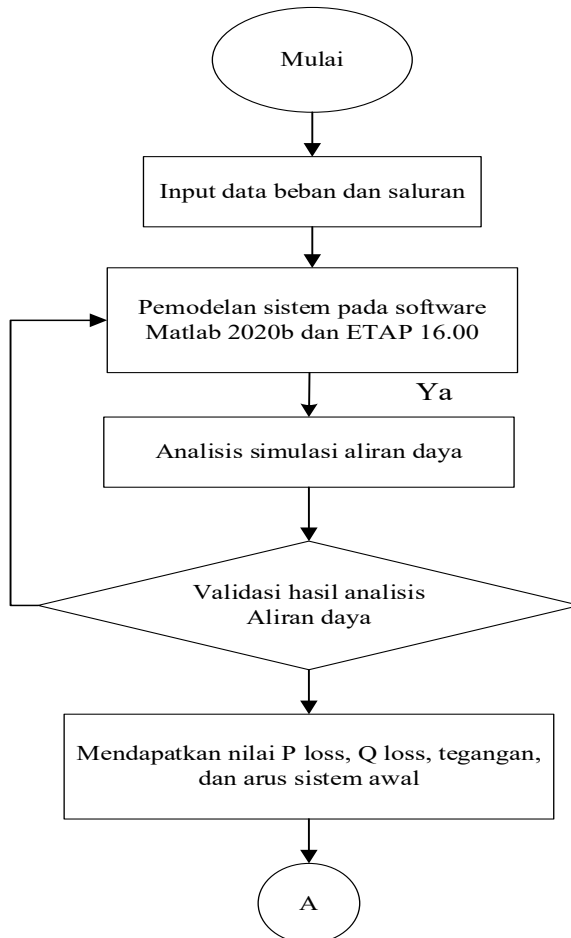 Mulai
Input data beban dan saluran
Pemodelan sistem pada software
Matlab 2020b dan ETAP 16.00
Ya
Analisis simulasi aliran daya
Validasi hasil analisis
Aliran daya
Mendapatkan nilai P loss, Q loss, tegangan,
dan arus sistem awal
A